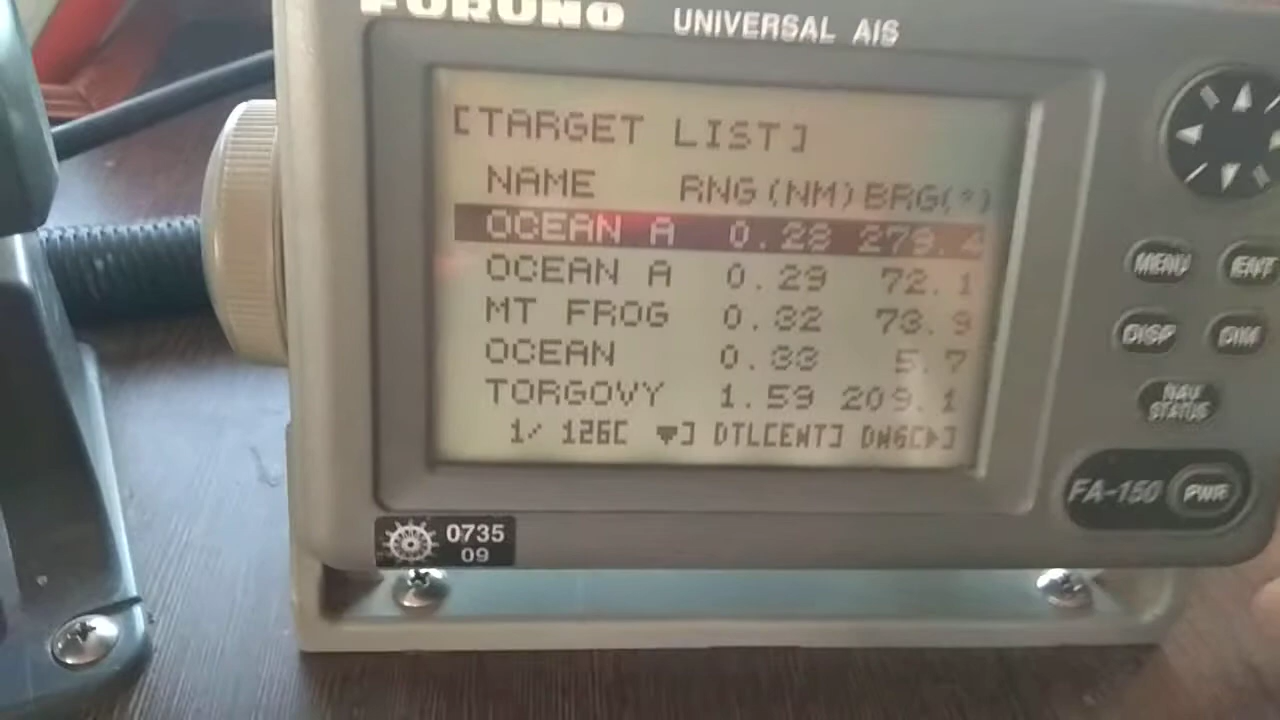 FURUNO UNIVERSAL AIS
[TARGET LIST]
NAME RNG(NM) BRG(°)
OCEAN A 0.28 279.4
OCEAN A 0.29 72.1
MT FROG 0.32 73.9
OCEAN 0.33 5.7
TORGOVY 1.59 209.1
1/ 126[ ▼] DTL[ENT] DNG[▶]
MENU ENT
DISP DIM
NAV
STATUS
FA-150 PWR
0735
09